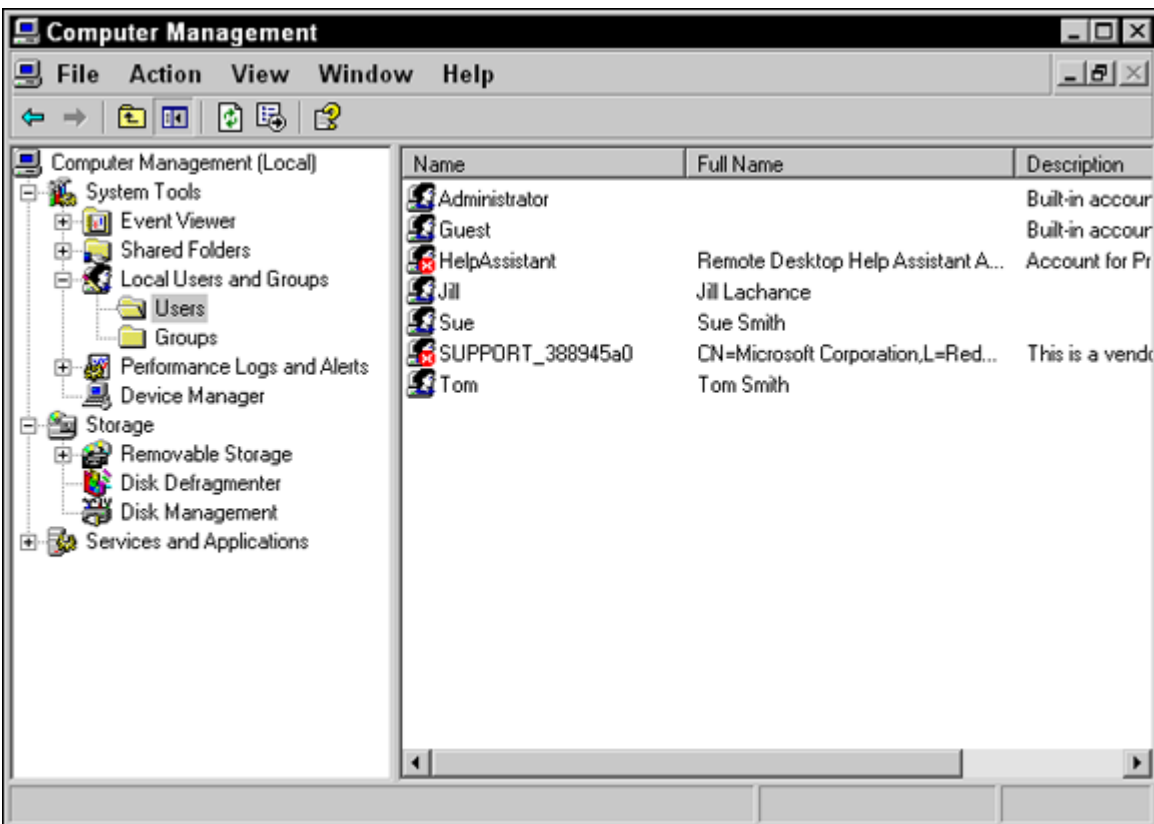 Computer Management
File Action View Window Help
Computer Management (Local)
System Tools
Event Viewer
Shared Folders
Local Users and Groups
Users
Groups
Performance Logs and Alerts
Device Manager
Storage
Removable Storage
Disk Defragmenter
Disk Management
Services and Applications
Name Full Name Description
Administrator Built-in accour
Guest Built-in accour
HelpAssistant Remote Desktop Help Assistant A... Account for Pr
Jill Jill Lachance
Sue Sue Smith
SUPPORT_388945a0 CN=Microsoft Corporation,L=Red... This is a vend
Tom Tom Smith